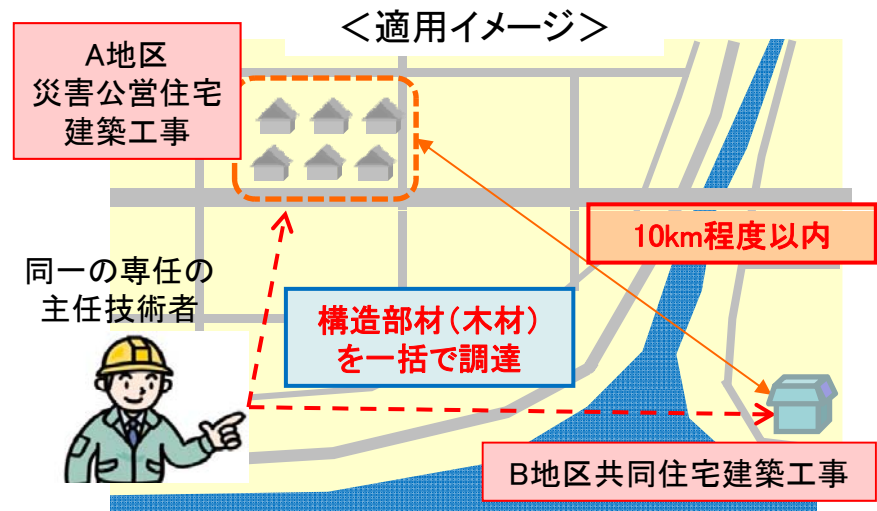 ＜適用イメージ＞
A地区
災害公営住宅
建築工事
10km程度以内
同一の専任の
主任技術者
構造部材（木材）
を一括で調達
B地区共同住宅建築工事